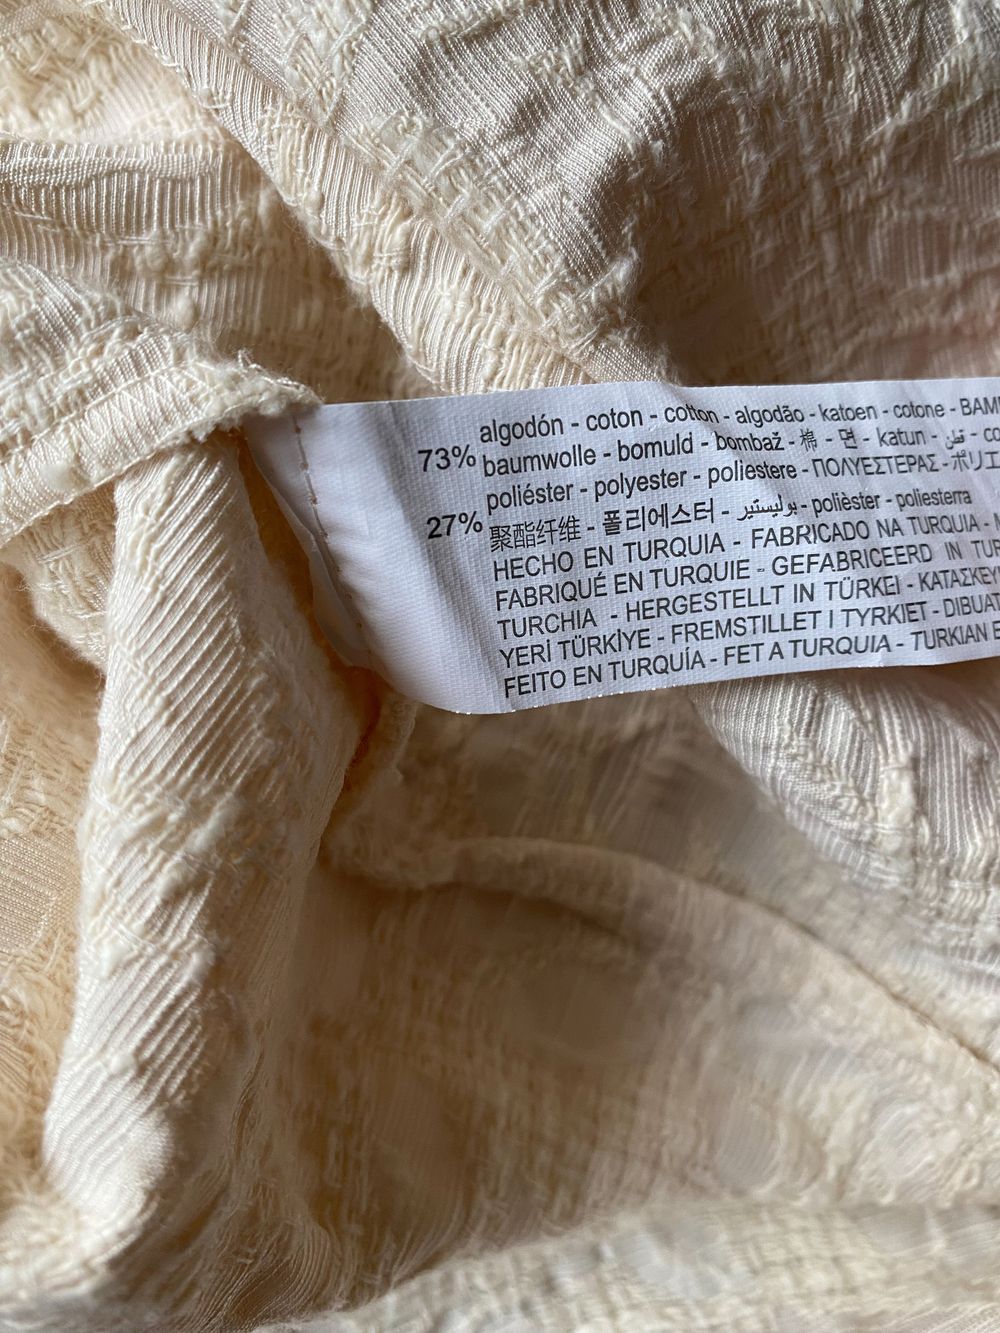 73% algodón - coton - cotton - algodão - katoen - cotone - BAM
baumwolle - bomuld - bombaž - 棉 - 면 - katun - قطن - co
27% poliéster - polyester - poliestere - ΠΟΛΥΕΣΤΕΡΑΣ - ポリエ
聚酯纤维 - 폴리에스터 - بوليستير - polièster - poliesterra
HECHO EN TURQUIA - FABRICADO NA TURQUIA -
FABRIQUÉ EN TURQUIE - GEFABRICEERD IN TUR
TURCHIA - HERGESTELLT IN TÜRKEI - ΚΑΤΑΣΚΕΥ
YERİ TÜRKİYE - FREMSTILLET I TYRKIET - DIBUAT
FEITO EN TURQUÍA - FET A TURQUIA - TURKIAN E